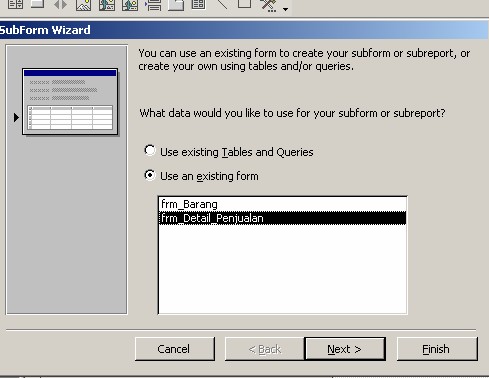 SubForm Wizard
You can use an existing form to create your subform or subreport, or
create your own using tables and/or queries.
What data would you like to use for your subform or subreport?
Use existing Tables and Queries
Use an existing form
frm_Barang
frm_Detail_Penjualan
Cancel
< Back
Next >
Finish